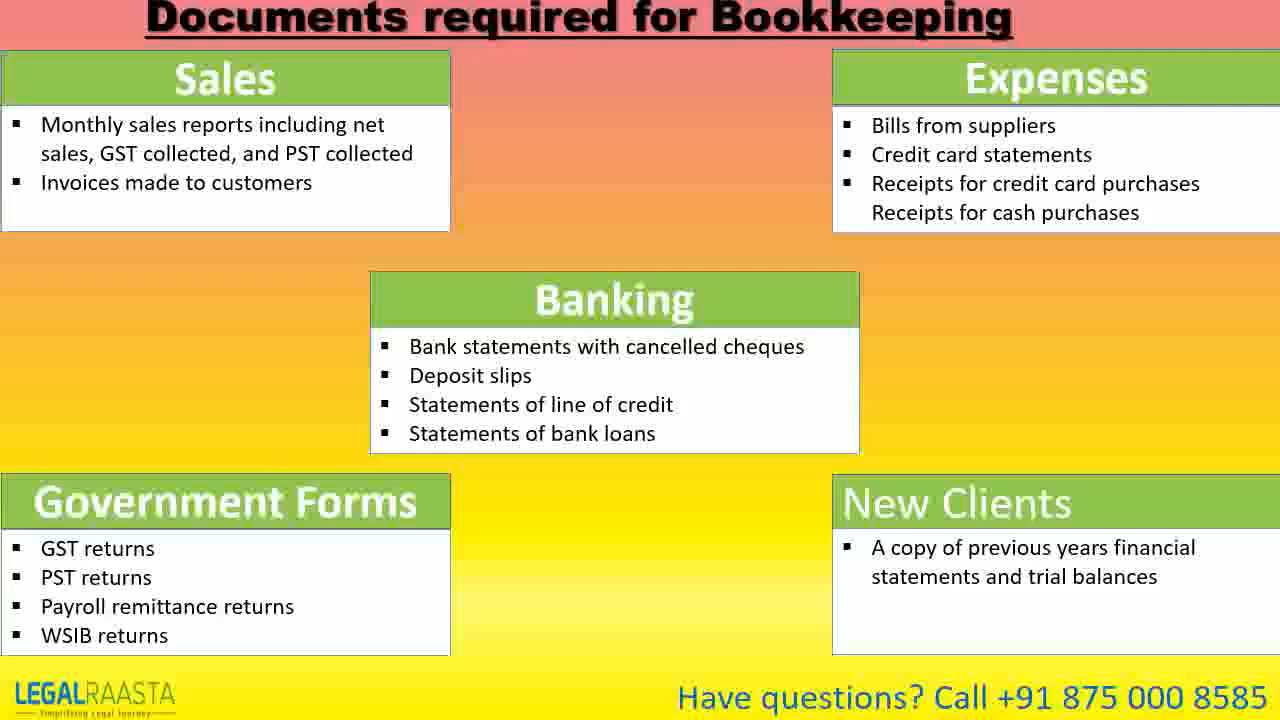 Documents required for Bookkeeping
Sales
▪ Monthly sales reports including net
sales, GST collected, and PST collected
▪ Invoices made to customers
Expenses
▪ Bills from suppliers
▪ Credit card statements
▪ Receipts for credit card purchases
Receipts for cash purchases
Banking
▪ Bank statements with cancelled cheques
▪ Deposit slips
▪ Statements of line of credit
▪ Statements of bank loans
Government Forms
▪ GST returns
▪ PST returns
▪ Payroll remittance returns
▪ WSIB returns
New Clients
▪ A copy of previous years financial
statements and trial balances
LEGALRAASTA
Simplifying Legal Journey
Have questions? Call +91 875 000 8585